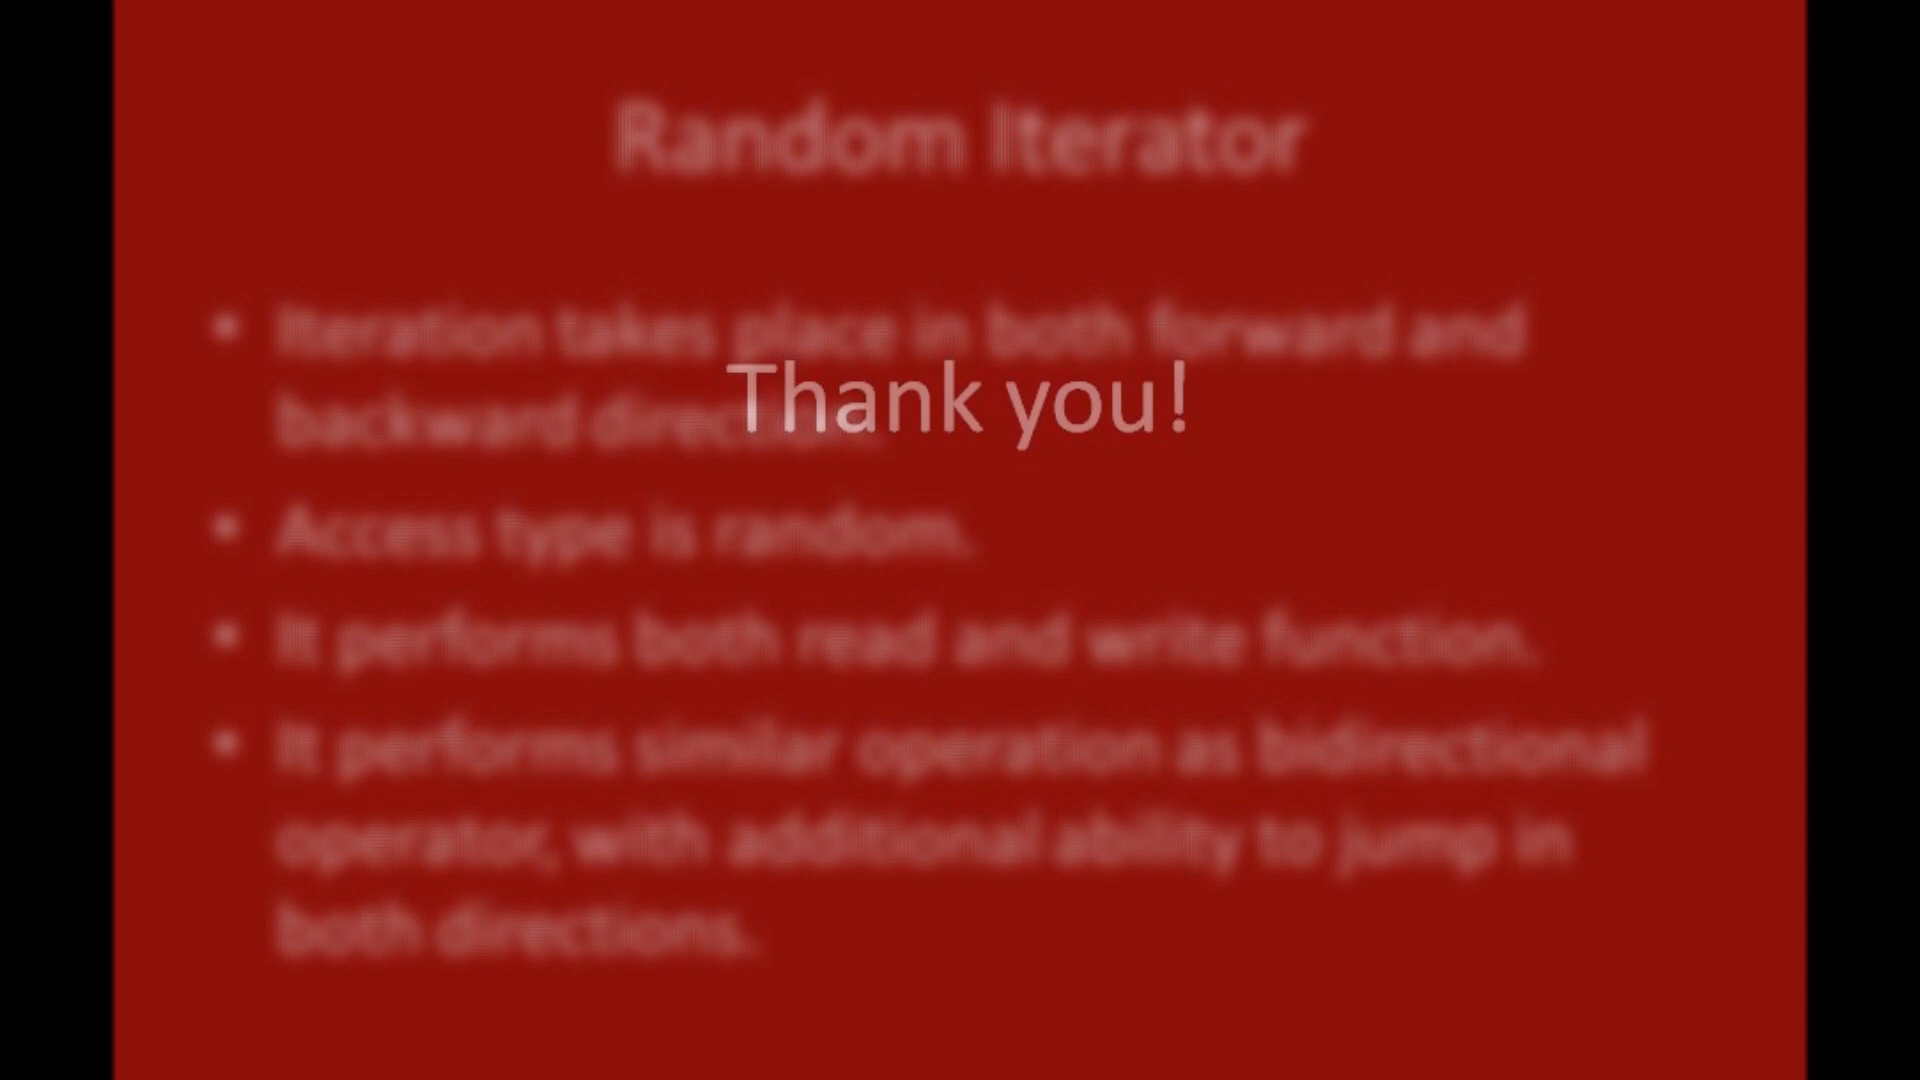 Random Iterator
• Iteration takes place in both forward and
Thank you!
backward direction.
• Access type is random.
• It performs both read and write function.
• It performs similar operation as bidirectional
operator, with additional ability to jump in
both directions.